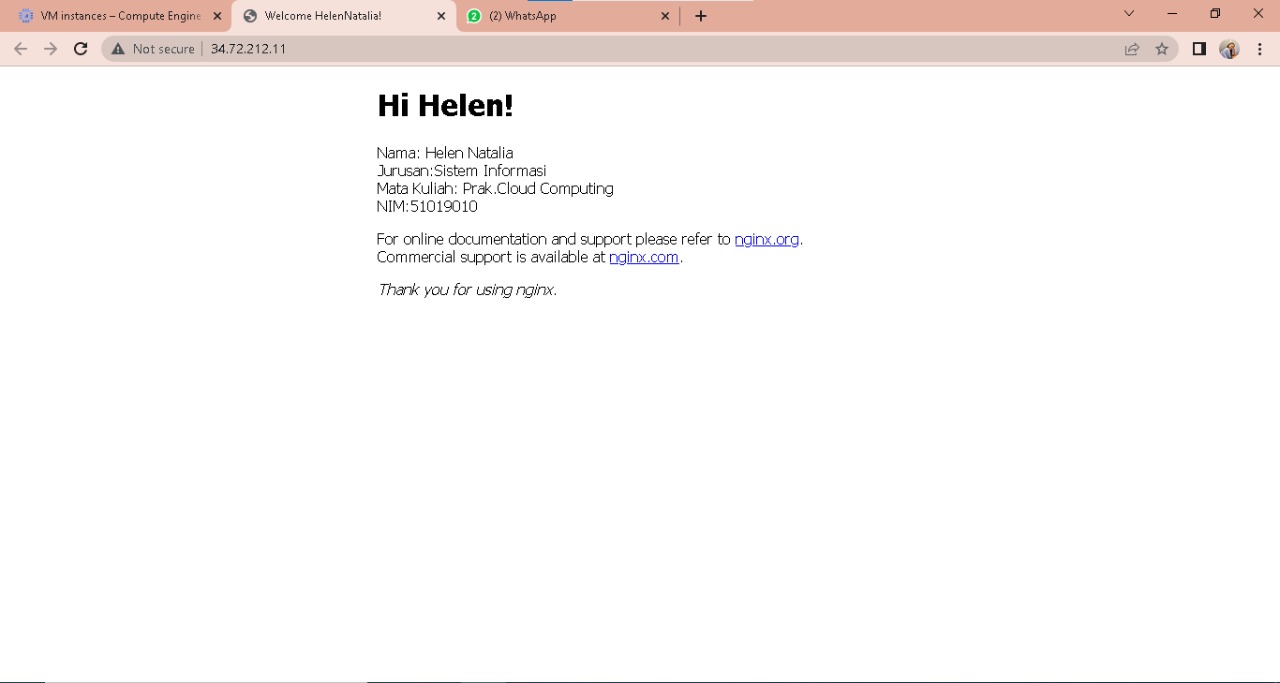 VM instances – Compute Engine
Welcome HelenNatalia!
(2) WhatsApp
Not secure
34.72.212.11
Hi Helen!
Nama: Helen Natalia
Jurusan:Sistem Informasi
Mata Kuliah: Prak.Cloud Computing
NIM:51019010
For online documentation and support please refer to nginx.org.
Commercial support is available at nginx.com.
Thank you for using nginx.